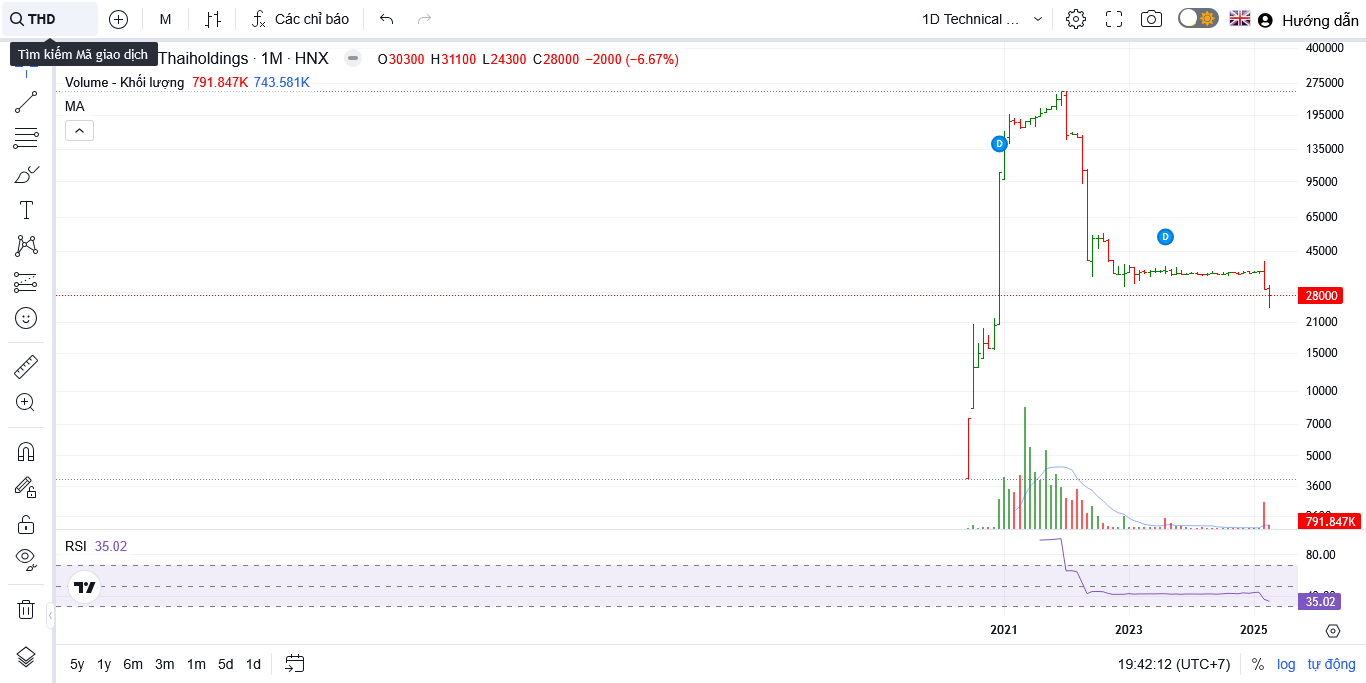 THD
M
Các chỉ báo
1D Technical ...
Hướng dẫn
Tìm kiếm Mã giao dịch
Thaiholdings · 1M · HNX
O30300 H31100 L24300 C28000 −2000 (−6.67%)
Volume - Khối lượng 791.847K 743.581K
MA
D
D
400000
275000
195000
135000
95000
65000
45000
28000
21000
15000
10000
7000
5000
3600
791.847K
RSI 35.02
80.00
35.02
2021
2023
2025
5y 1y 6m 3m 1m 5d 1d
19:42:12 (UTC+7)
%
log
tự động